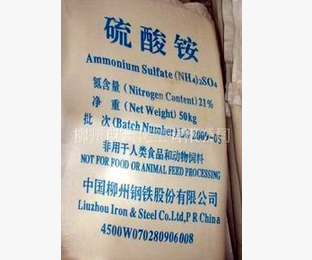 硫酸铵
Ammonium Sulfate (NH₄)₂SO₄
氮含量 (Nitrogen Content) 21%
净 重 (Net Weight) 50kg
批 次 (Batch Number) 2009-05
非用于人类食品和动物饲料
NOT FOR FOOD OR ANIMAL FEED PROCESSING
中国柳州钢铁股份有限公司
Liuzhou Iron & Steel Co.Ltd,P R China
4500W070280906008